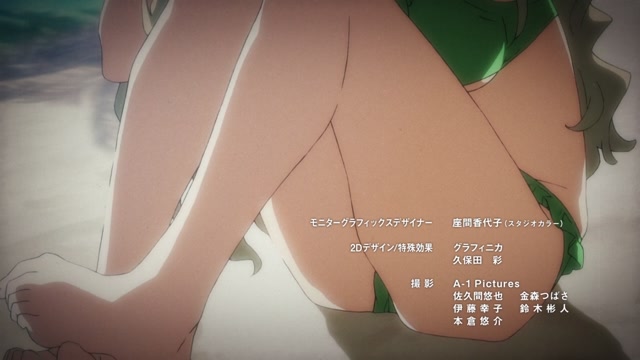 モニターグラフィックスデザイナー 座間香代子(スタジオカラー)
2Dデザイン/特殊効果 グラフィニカ
久保田 彩
撮影 A-1 Pictures
佐久間悠也 金森つばさ
伊藤幸子 鈴木彬人
本倉悠介